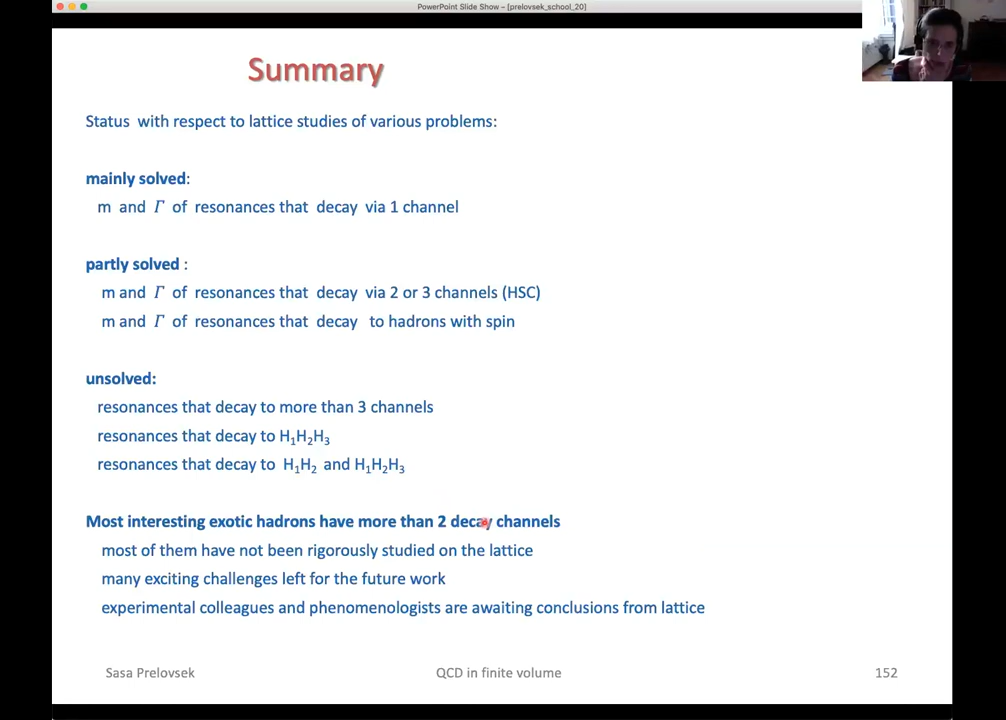 PowerPoint Slide Show – [prelovsek_school_20]
Summary
Status with respect to lattice studies of various problems:
mainly solved:
m and Γ of resonances that decay via 1 channel
partly solved :
m and Γ of resonances that decay via 2 or 3 channels (HSC)
m and Γ of resonances that decay to hadrons with spin
unsolved:
resonances that decay to more than 3 channels
resonances that decay to H₁H₂H₃
resonances that decay to H₁H₂ and H₁H₂H₃
Most interesting exotic hadrons have more than 2 decay channels
most of them have not been rigorously studied on the lattice
many exciting challenges left for the future work
experimental colleagues and phenomenologists are awaiting conclusions from lattice
Sasa Prelovsek QCD in finite volume 152